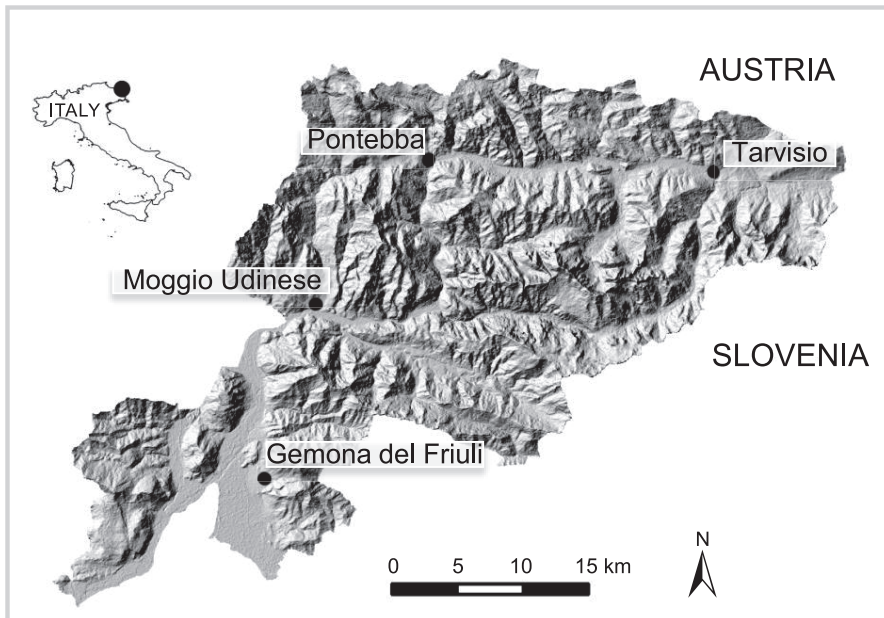 AUSTRIA
ITALY
Pontebba
Tarvisio
Moggio Udinese
SLOVENIA
Gemona del Friuli
N
0 5 10 15 km